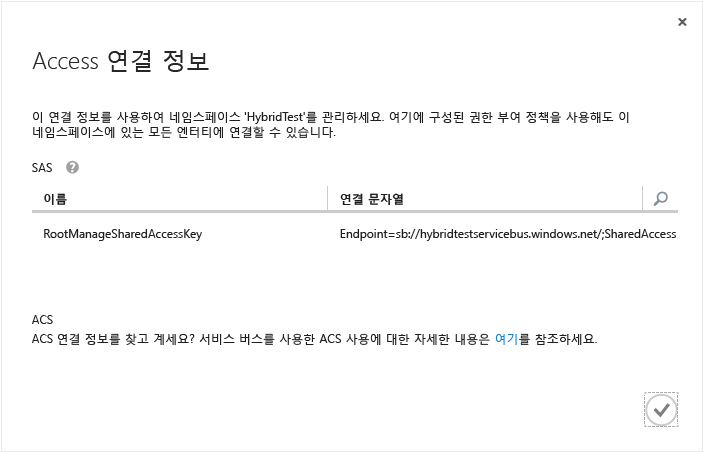 Access 연결 정보
이 연결 정보를 사용하여 네임스페이스 'HybridTest'를 관리하세요. 여기에 구성된 권한 부여 정책을 사용해도 이
네임스페이스에 있는 모든 엔터티에 연결할 수 있습니다.
SAS ?
이름 연결 문자열
RootManageSharedAccessKey Endpoint=sb://hybridtestservicebus.windows.net/;SharedAccess
ACS
ACS 연결 정보를 찾고 계세요? 서비스 버스를 사용한 ACS 사용에 대한 자세한 내용은 여기를 참조하세요.